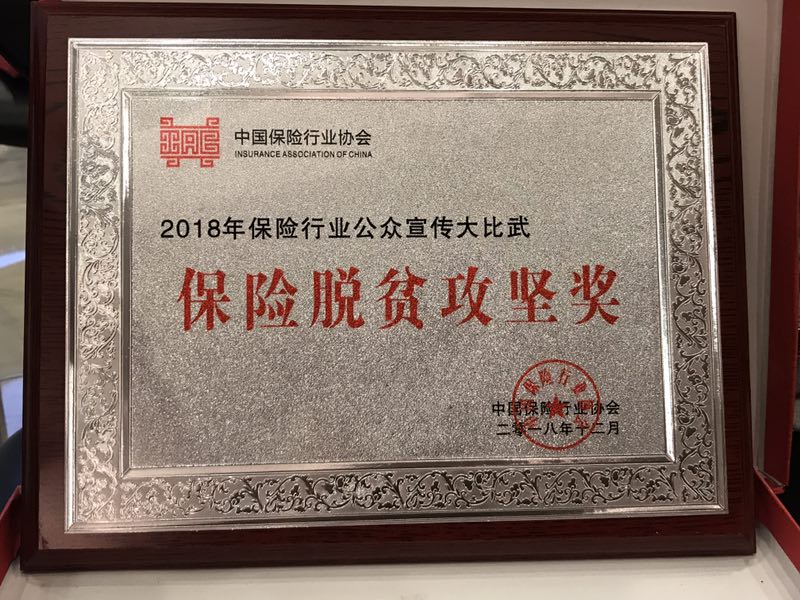 中国保险行业协会
INSURANCE ASSOCIATION OF CHINA
2018年保险行业公众宣传大比武
保险脱贫攻坚奖
中国保险行业协会
二零一八年十二月